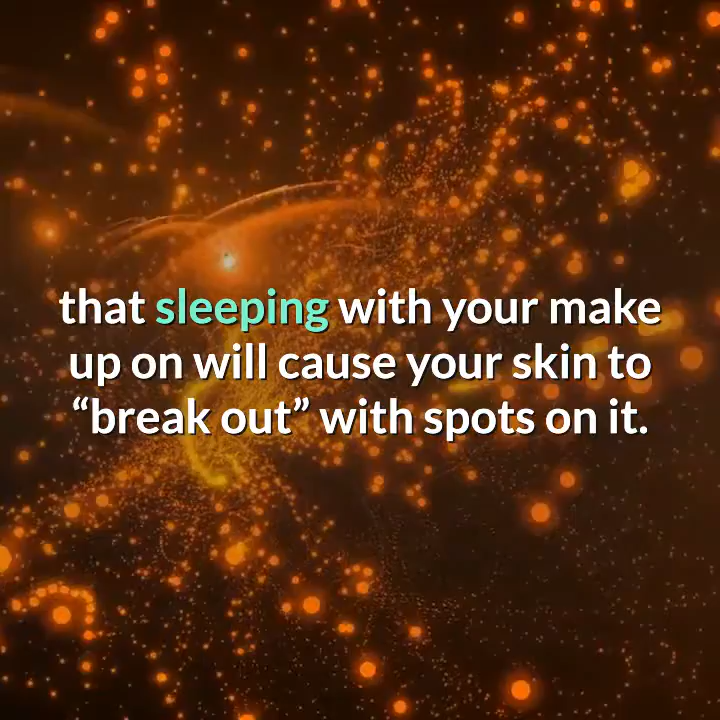 that sleeping with your make
up on will cause your skin to
“break out” with spots on it.